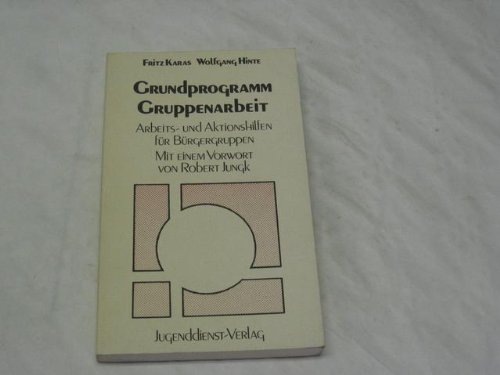 Fritz Karas Wolfgang Hinte
Grundprogramm
Gruppenarbeit
Arbeits- und Aktionshilfen
für Bürgergruppen
Mit einem Vorwort
von Robert Jungk
Jugenddienst-Verlag